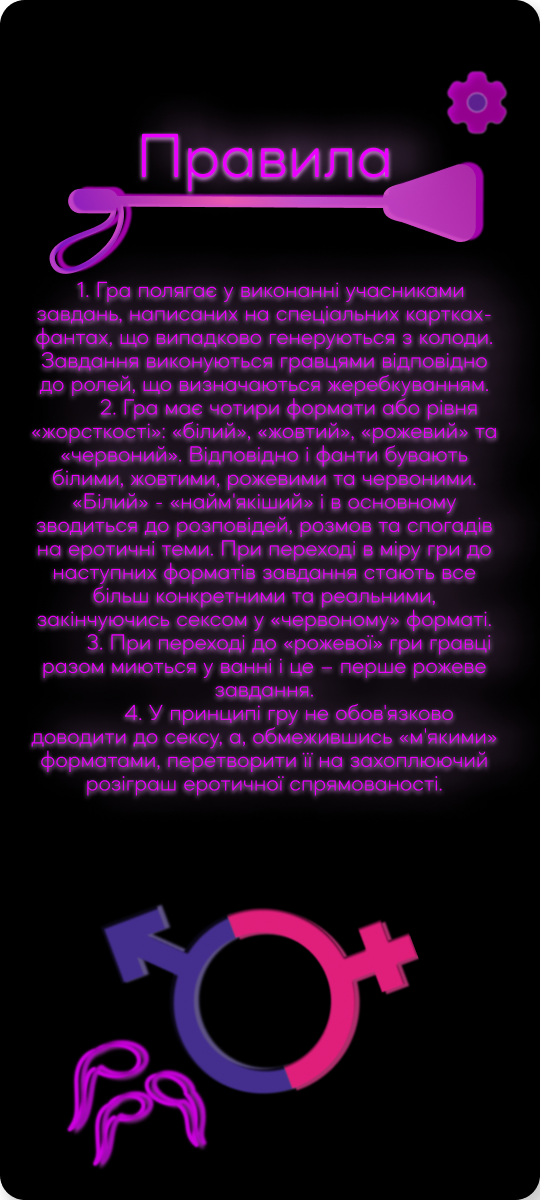 Правила
1. Гра полягає у виконанні учасниками
завдань, написаних на спеціальних картках-
фантах, що випадково генеруються з колоди.
Завдання виконуються гравцями відповідно
до ролей, що визначаються жеребкуванням.
2. Гра має чотири формати або рівня
«жорсткості»: «білий», «жовтий», «рожевий» та
«червоний». Відповідно і фанти бувають
білими, жовтими, рожевими та червоними.
«Білий» - «найм'якіший» і в основному
зводиться до розповідей, розмов та спогадів
на еротичні теми. При переході в міру гри до
наступних форматів завдання стають все
більш конкретними та реальними,
закінчуючись сексом у «червоному» форматі.
3. При переході до «рожевої» гри гравці
разом миються у ванні і це – перше рожеве
завдання.
4. У принципі гру не обов'язково
доводити до сексу, а, обмежившись «м'якими»
форматами, перетворити її на захоплюючий
розіграш еротичної спрямованості.